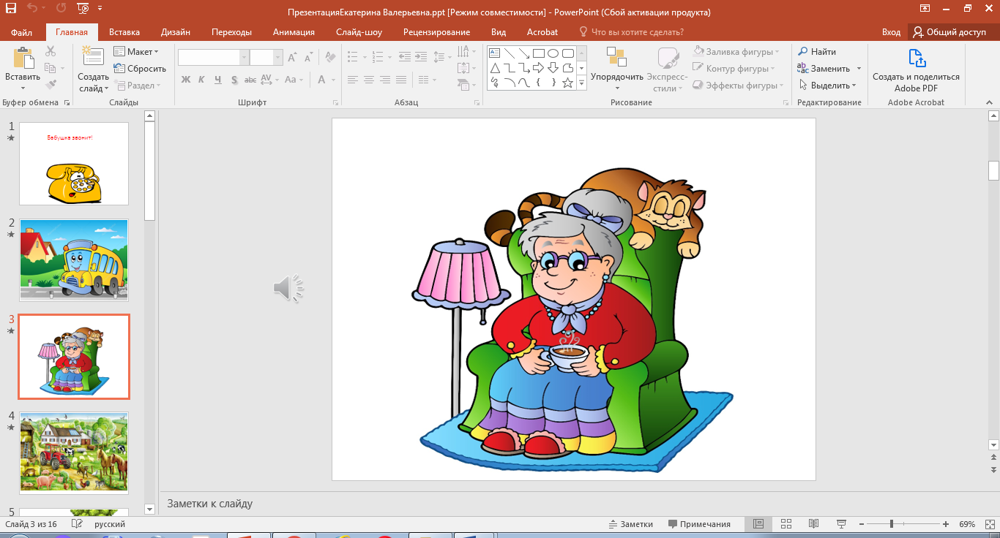 ПрезентацияЕкатерина Валерьевна.ppt [Режим совместимости] - PowerPoint (Сбой активации продукта)
Файл Главная Вставка Дизайн Переходы Анимация Слайд-шоу Рецензирование Вид Acrobat Что вы хотите сделать? Вход Общий доступ
Вставить
Буфер обмена
Создать
слайд
Макет
Сбросить
Раздел
Слайды
Ж К Ч S abc AV Aa A
A A
Шрифт
Абзац
Упорядочить
Экспресс-
стили
Заливка фигуры
Контур фигуры
Эффекты фигуры
Рисование
Найти
Заменить
Выделить
Редактирование
Создать и поделиться
Adobe PDF
Adobe Acrobat
1
Бабушка звонит!
2
3
4
5
Заметки к слайду
Слайд 3 из 16 русский Заметки Примечания 69%